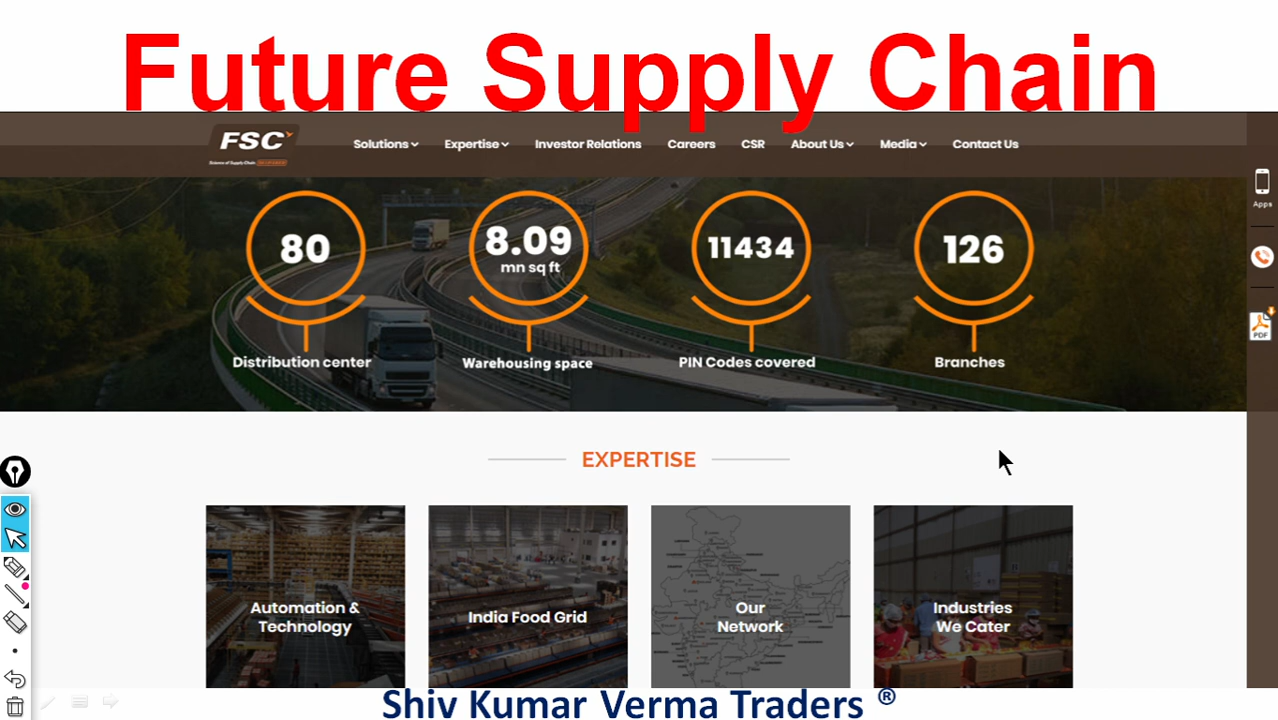 Future Supply Chain
FSC
Solutions Expertise Investor Relations Careers CSR About Us Media Contact Us
Apps
80
8.09
mn sq ft
11434
126
PDF
Distribution center
Warehousing space
PIN Codes covered
Branches
EXPERTISE
Automation &
Technology
India Food Grid
Our
Network
Industries
We Cater
Shiv Kumar Verma Traders ®